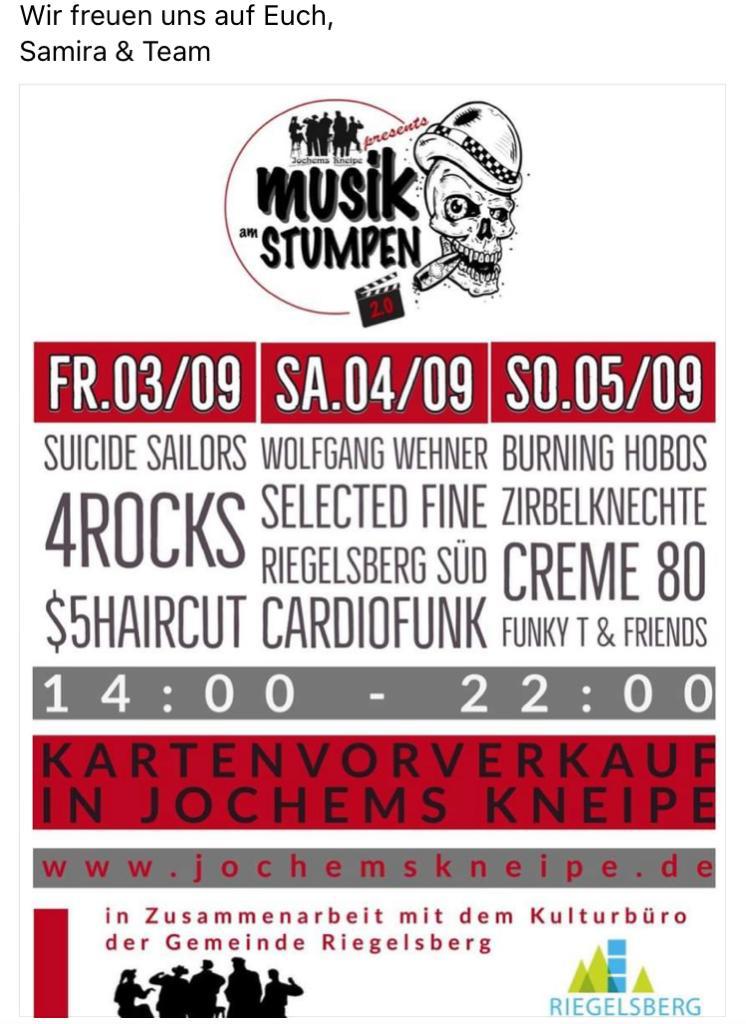 Wir freuen uns auf Euch,
Samira & Team
presents
Jochems Kneipe
musik
am STUMPEN
2.0
FR.03/09 SA.04/09 SO.05/09
SUICIDE SAILORS
4ROCKS
$5HAIRCUT
WOLFGANG WEHNER
SELECTED FINE
RIEGELSBERG SÜD
CARDIOFUNK
BURNING HOBOS
ZIRBELKNECHTE
CREME 80
FUNKY T & FRIENDS
14:00 - 22:00
KARTENVORVERKAUF
IN JOCHEMS KNEIPE
www.jochemskneipe.de
in Zusammenarbeit mit dem Kulturbüro
der Gemeinde Riegelsberg
RIEGELSBERG